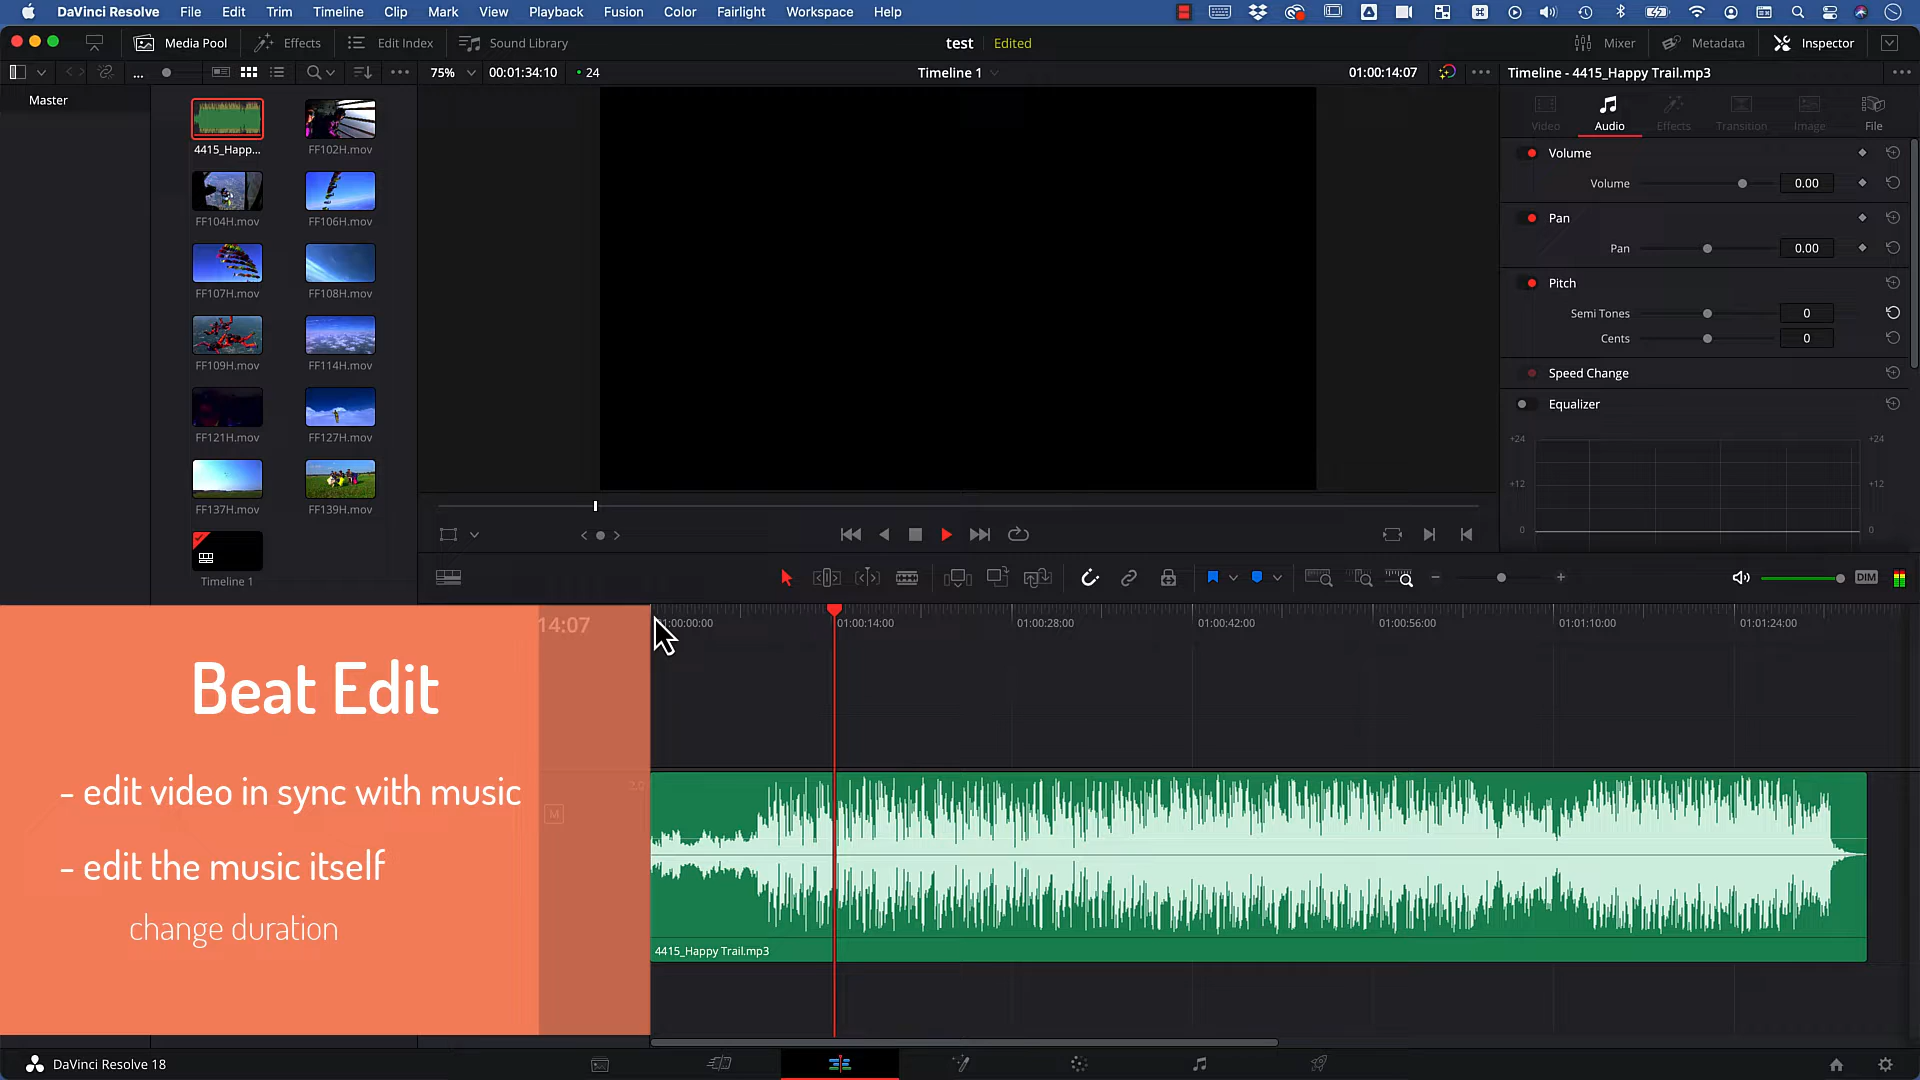 DaVinci Resolve File Edit Trim Timeline Clip Mark View Playback Fusion Color Fairlight Workspace Help
Media Pool Effects Edit Index Sound Library test Edited Mixer Metadata Inspector
... 75% 00:01:34:10 24 Timeline 1 01:00:14:07 Timeline - 4415_Happy Trail.mp3
Master
Video Audio Effects Transition Image File
4415_Happ... FF102H.mov
Volume
Volume 0.00
FF104H.mov FF106H.mov
Pan
Pan 0.00
FF107H.mov FF108H.mov
Pitch
Semi Tones 0
Cents 0
FF109H.mov FF114H.mov
Speed Change
Equalizer
FF121H.mov FF127H.mov
+24 +24
+12 +12
0 0
FF137H.mov FF139H.mov
Timeline 1
DIM
14:07
01:00:00:00 01:00:14:00 01:00:28:00 01:00:42:00 01:00:56:00 01:01:10:00 01:01:24:00
Beat Edit
- edit video in sync with music
2.0
M
- edit the music itself
change duration
4415_Happy Trail.mp3
DaVinci Resolve 18